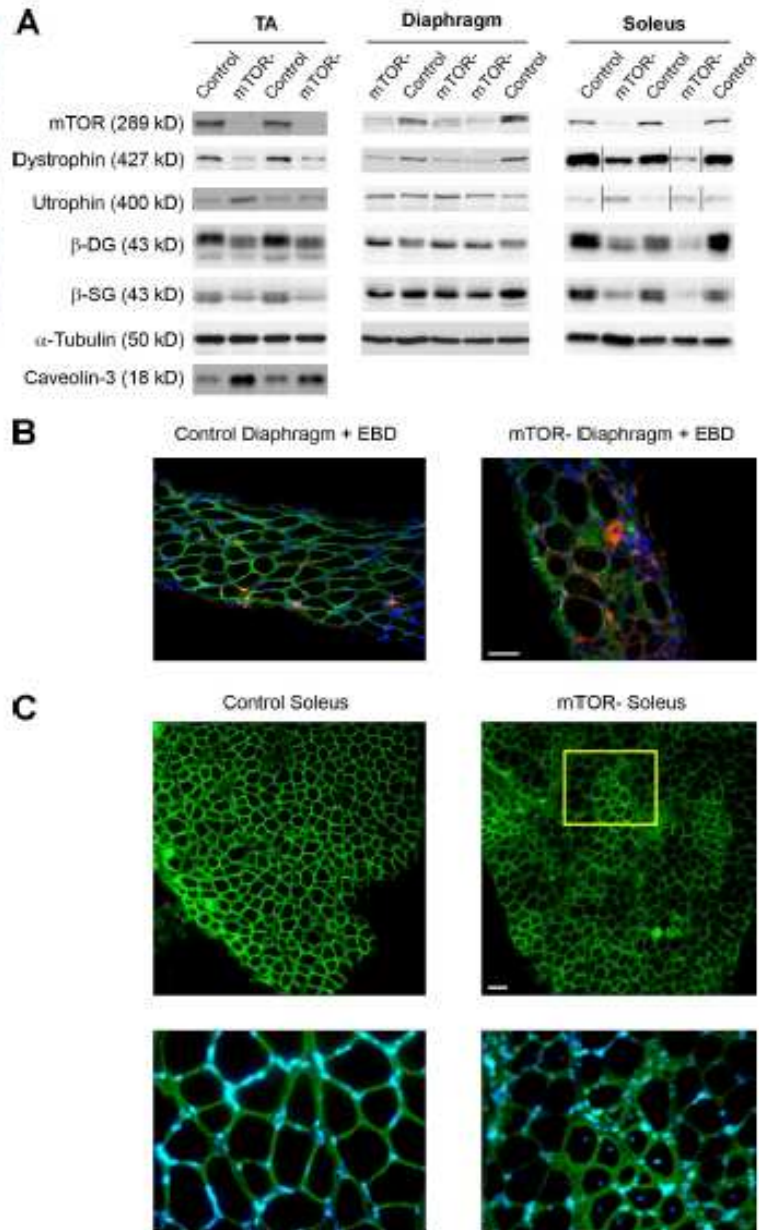 A
TA Diaphragm Soleus
Control mTOR- Control mTOR- mTOR- Control mTOR- mTOR- Control Control mTOR- Control mTOR- Control
mTOR (289 kD)
Dystrophin (427 kD)
Utrophin (400 kD)
β-DG (43 kD)
β-SG (43 kD)
α-Tubulin (50 kD)
Caveolin-3 (18 kD)
B
Control Diaphragm + EBD mTOR- Diaphragm + EBD
C
Control Soleus mTOR- Soleus